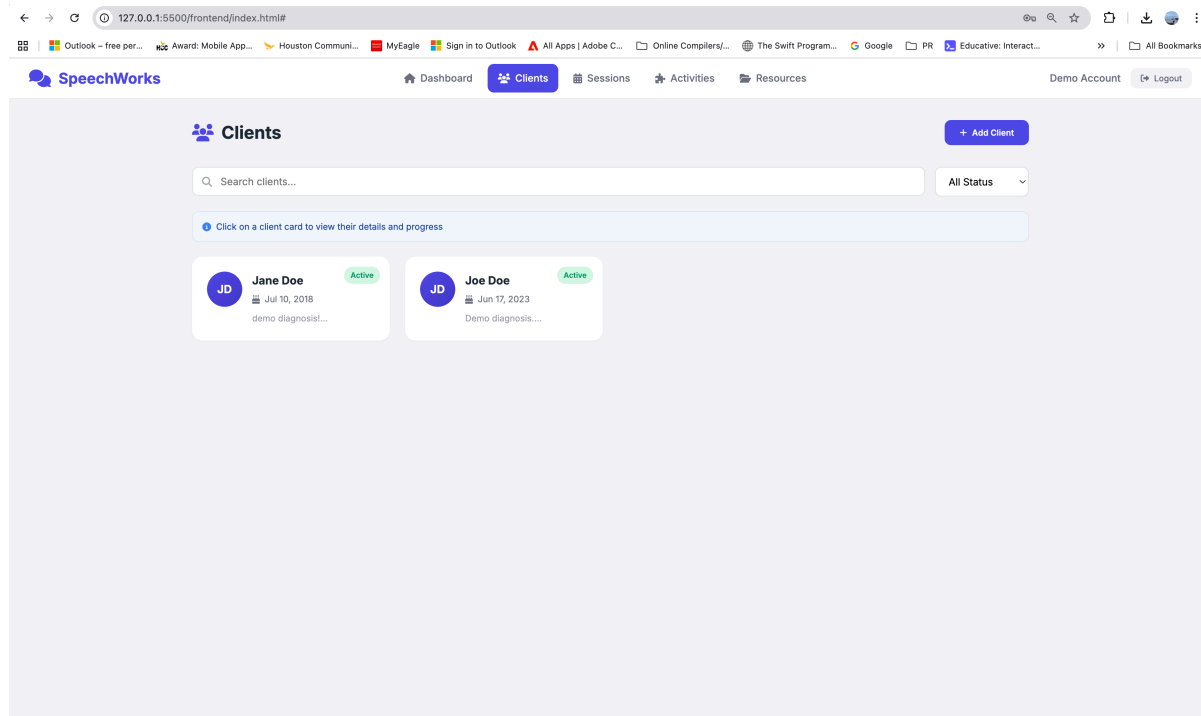 127.0.0.1:5500/frontend/index.html#
Outlook – free per... Award: Mobile App... Houston Communi... MyEagle Sign in to Outlook All Apps | Adobe C... Online Compilers/... The Swift Program... Google PR Educative: Interact... » All Bookmarks
SpeechWorks Dashboard Clients Sessions Activities Resources Demo Account Logout
Clients + Add Client
Search clients... All Status
Click on a client card to view their details and progress
JD Jane Doe Active
Jul 10, 2018
demo diagnosis!...
JD Joe Doe Active
Jun 17, 2023
Demo diagnosis....